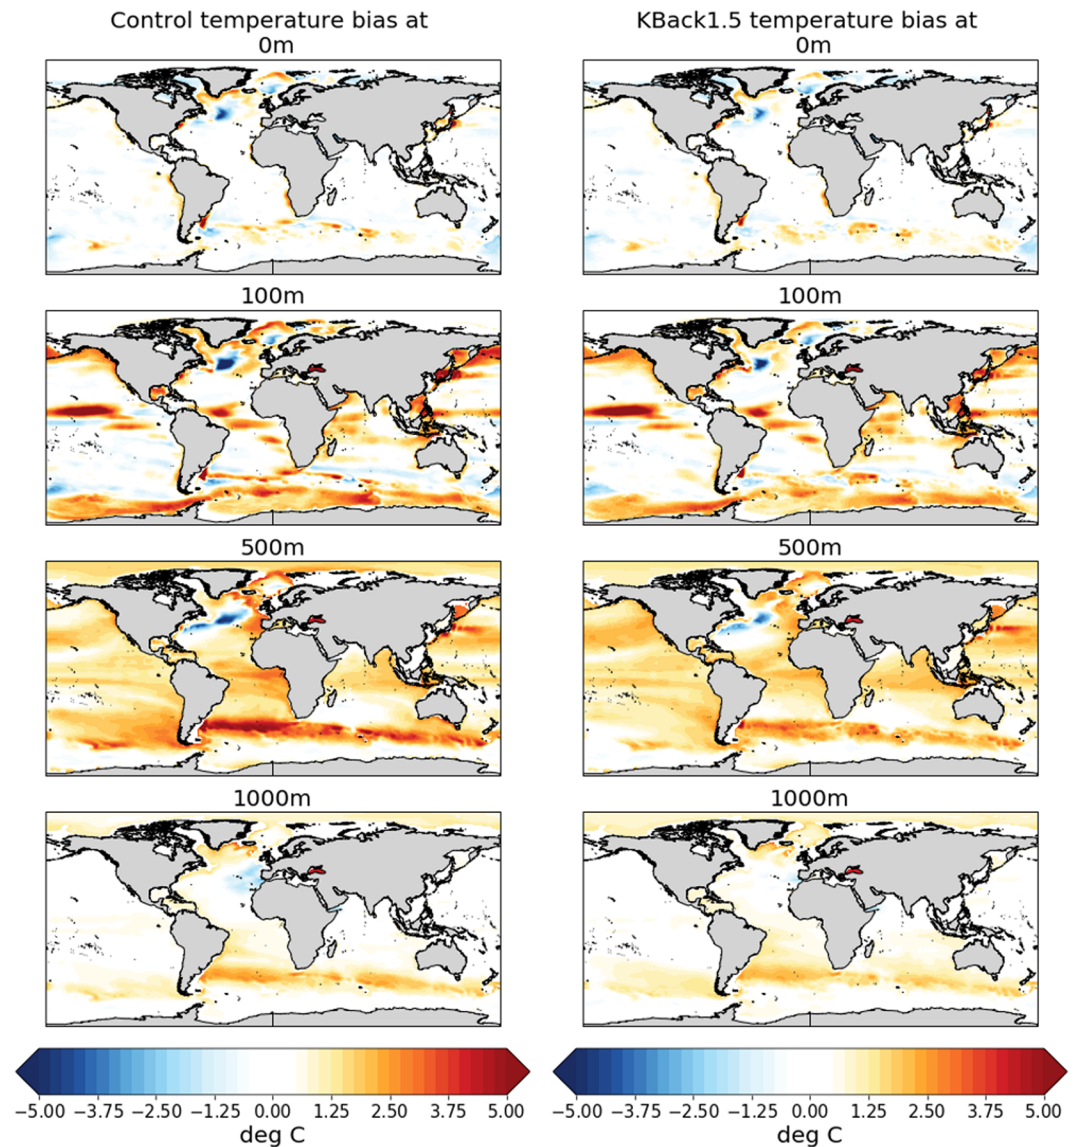 Control temperature bias at
0m
KBack1.5 temperature bias at
0m
100m
100m
500m
500m
1000m
1000m
−5.00 −3.75 −2.50 −1.25 0.00 1.25 2.50 3.75 5.00
deg C
−5.00 −3.75 −2.50 −1.25 0.00 1.25 2.50 3.75 5.00
deg C